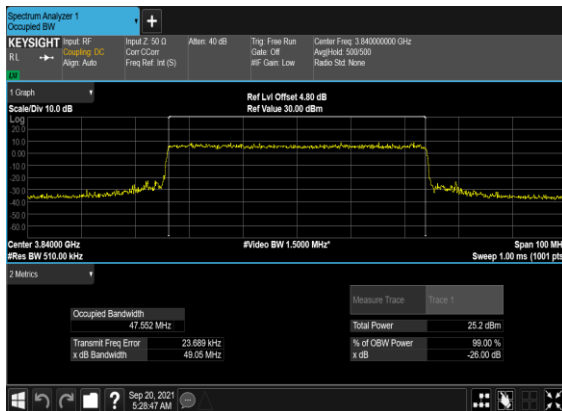 Spectrum Analyzer 1
Occupied BW
+
KEYSIGHT Input: RF Input Z: 50 Ω Atten: 40 dB Trig: Free Run Center Freq: 3.840000000 GHz
RL Coupling: DC Corr CCorr Gate: Off Avg|Hold: 500/500
Align: Auto Freq Ref: Int (S) #IF Gain: Low Radio Std: None
1 Graph
Scale/Div 10.0 dB Ref Lvl Offset 4.80 dB
Ref Value 30.00 dBm
Log
20.0
10.0
0.00
-10.0
-20.0
-30.0
-40.0
-50.0
-60.0
Center 3.84000 GHz #Video BW 1.5000 MHz* Span 100 MH
#Res BW 510.00 kHz Sweep 1.00 ms (1001 pts
2 Metrics
Measure Trace Trace 1
Occupied Bandwidth
47.552 MHz Total Power 25.2 dBm
Transmit Freq Error 23.689 kHz % of OBW Power 99.00 %
x dB Bandwidth 49.05 MHz x dB -26.00 dB
? Sep 20, 2021
5:28:47 AM